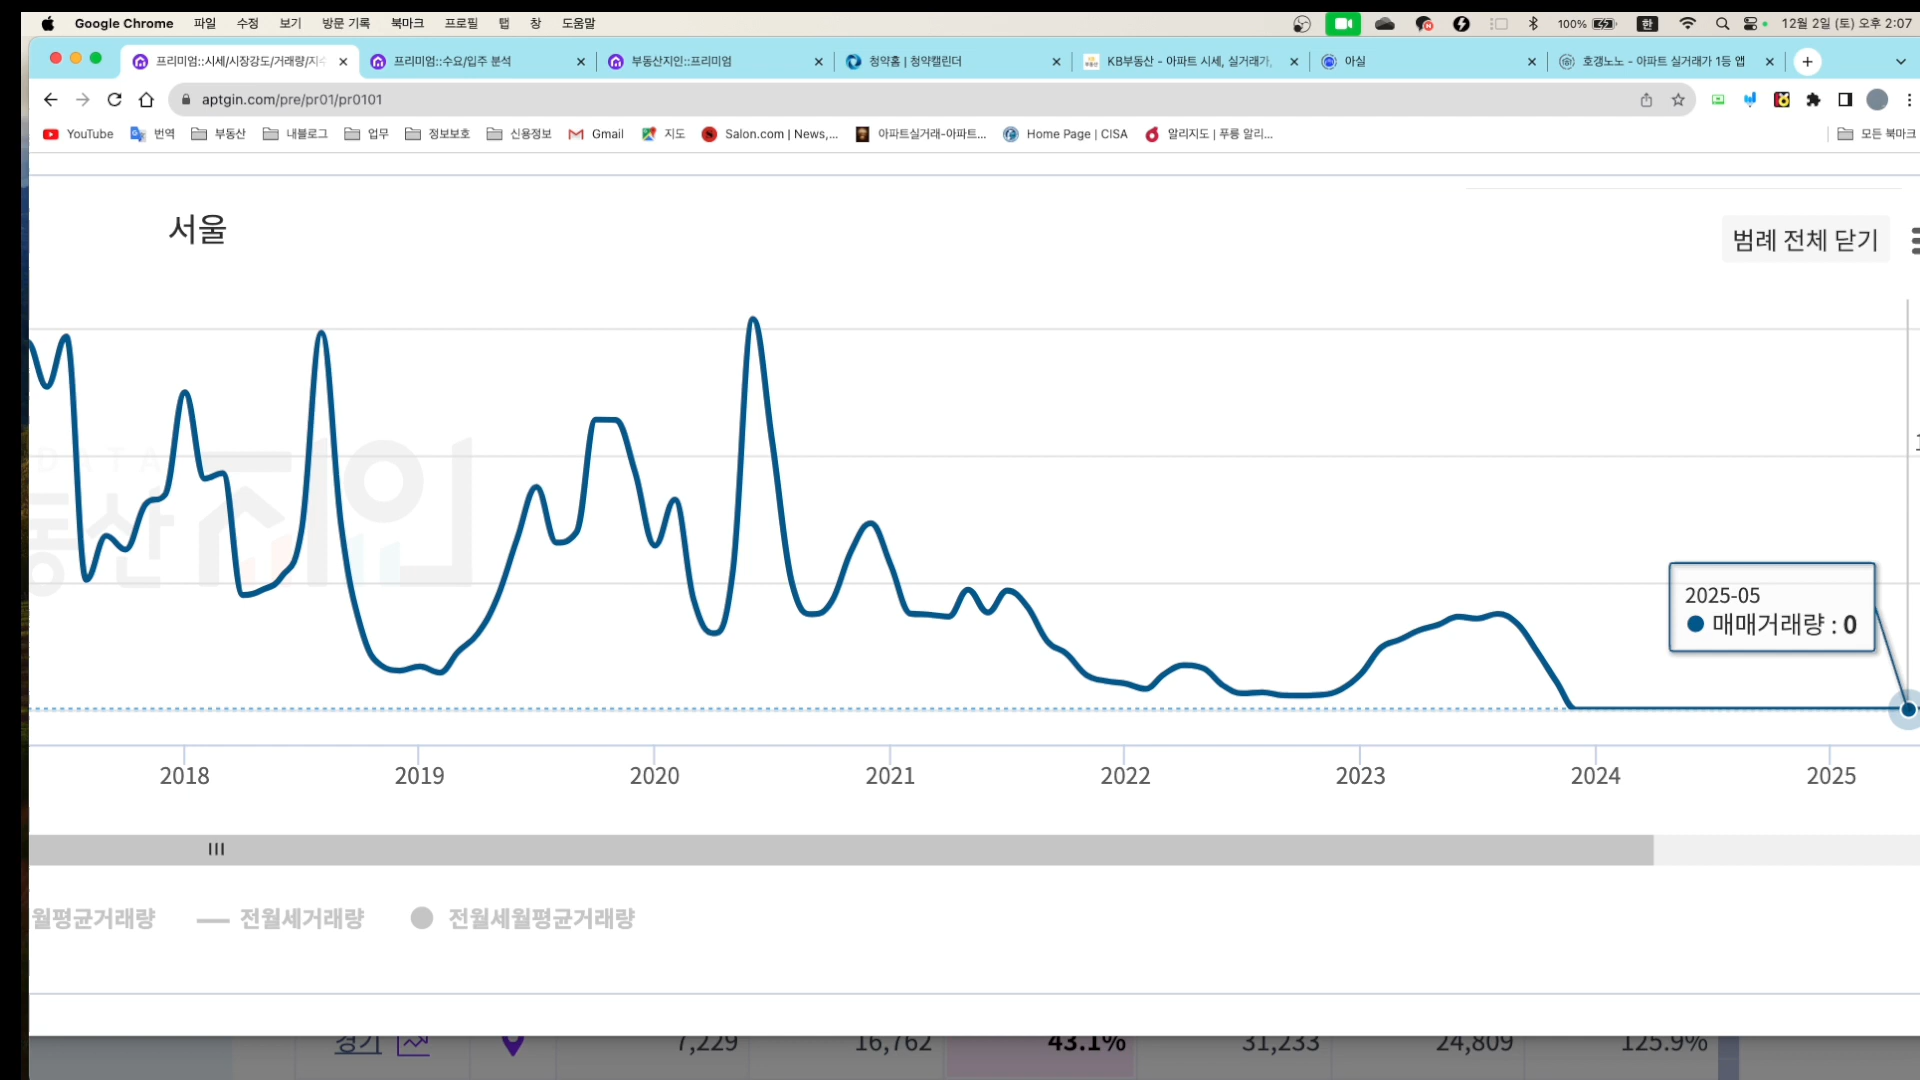 Google Chrome 파일 수정 보기 방문 기록 북마크 프로필 탭 창 도움말 100% 한 12월 2일 (토) 오후 2:07
프리미엄::시세/시장강도/거래량/지수 프리미엄::수요/입주 분석 부동산지인::프리미엄 청약홈 | 청약캘린더 KB부동산 - 아파트 시세, 실거래가, 아실 호갱노노 - 아파트 실거래가 1등 앱
aptgin.com/pre/pr01/pr0101
YouTube 번역 부동산 내블로그 업무 정보보호 신용정보 Gmail 지도 Salon.com | News,... 아파트실거래-아파트... Home Page | CISA 알리지도 | 푸릉 알리... 모든 북마크
서울
범례 전체 닫기
DATA
동산 지인
2025-05
매매거래량 : 0
2018 2019 2020 2021 2022 2023 2024 2025
월평균거래량 전월세거래량 전월세월평균거래량
경기 7,229 16,762 43.1% 31,233 24,809 125.9%